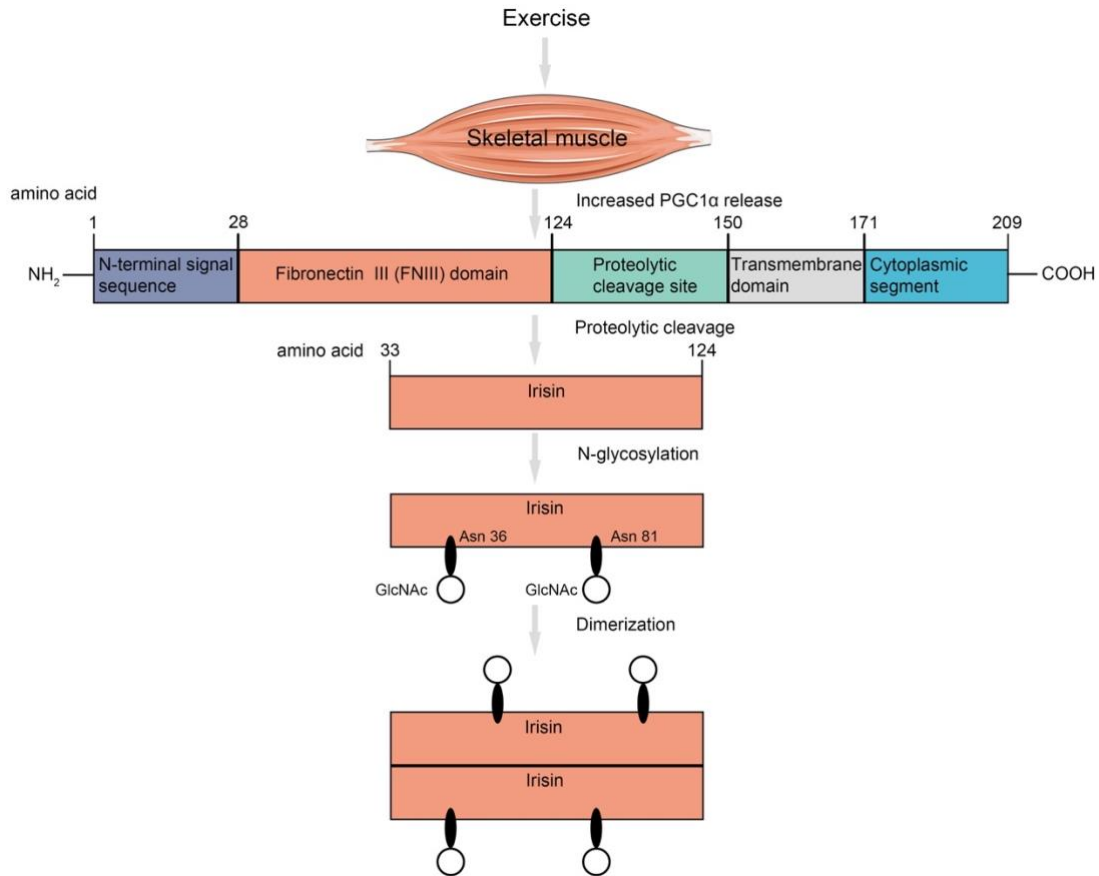 Exercise
Skeletal muscle
Increased PGC1α release
amino acid
1 28 124 150 171 209
NH₂
N-terminal signal
sequence
Fibronectin III (FNIII) domain
Proteolytic
cleavage site
Transmembrane
domain
Cytoplasmic
segment
COOH
Proteolytic cleavage
amino acid 33 124
Irisin
N-glycosylation
Irisin
Asn 36 Asn 81
GlcNAc GlcNAc
Dimerization
Irisin
Irisin